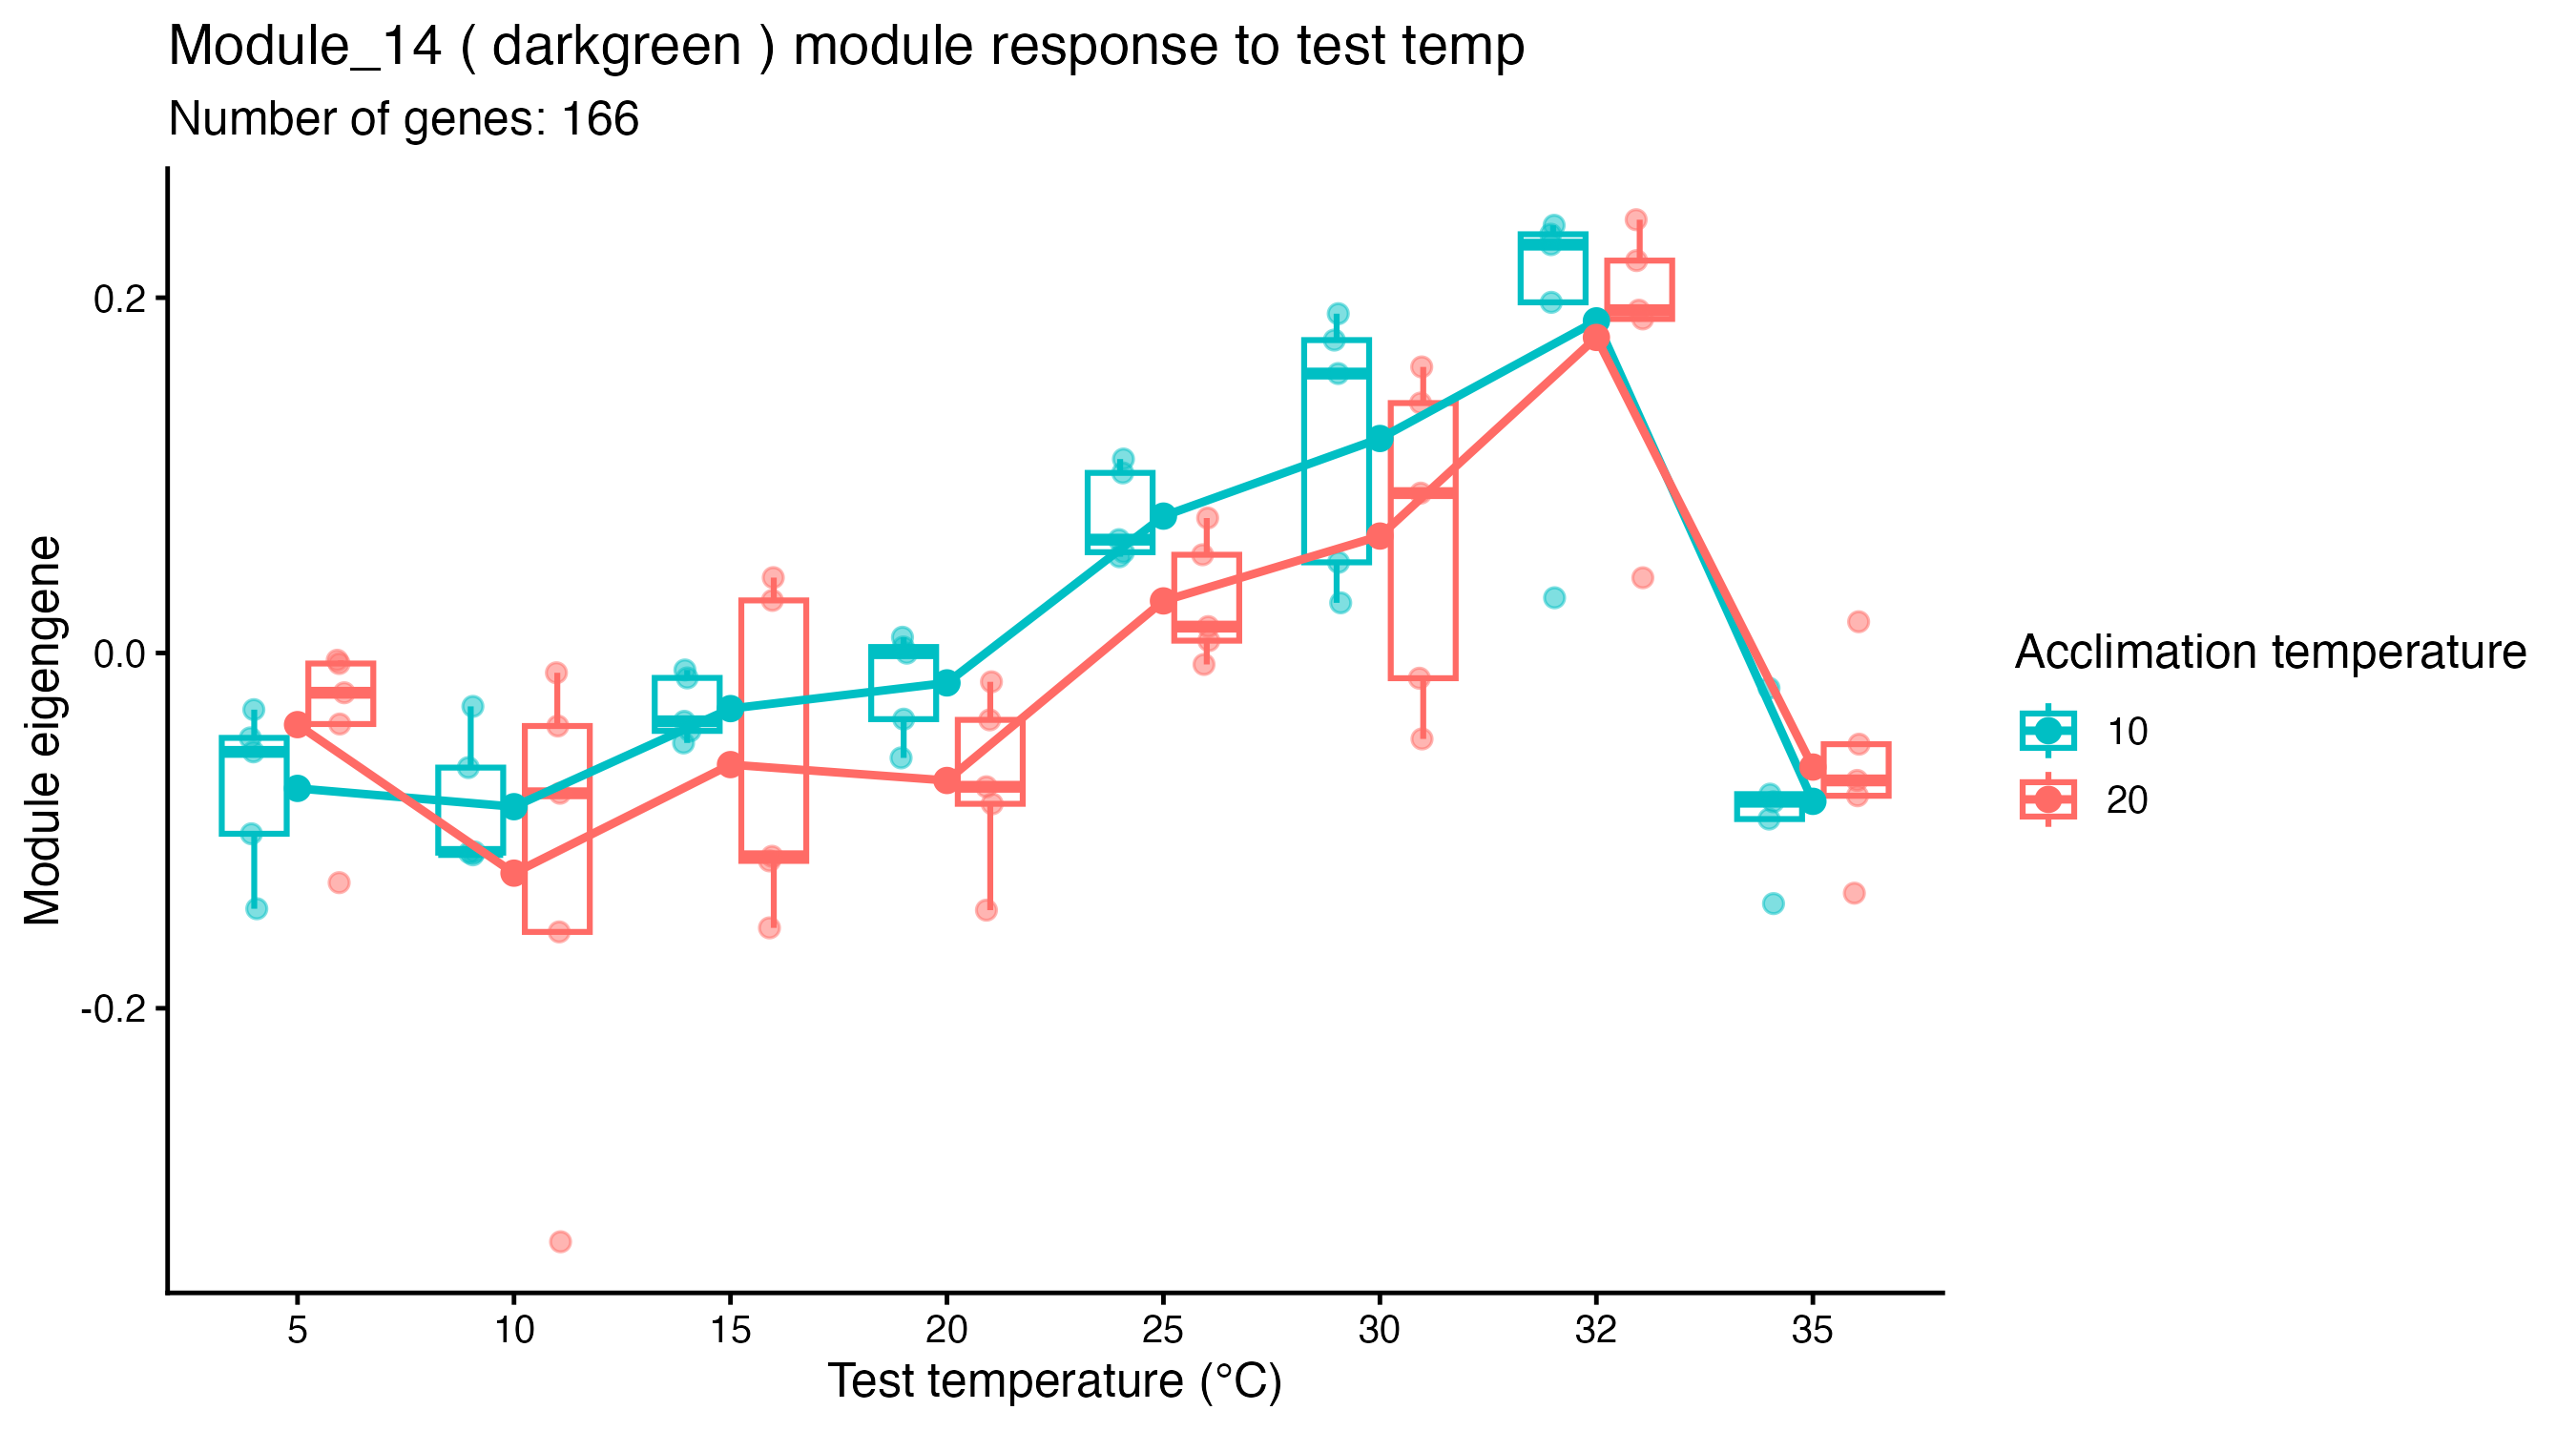 Module_14 ( darkgreen ) module response to test temp
Number of genes: 166
Module eigengene
0.2
0.0
-0.2
5 10 15 20 25 30 32 35
Test temperature (°C)
Acclimation temperature
10
20